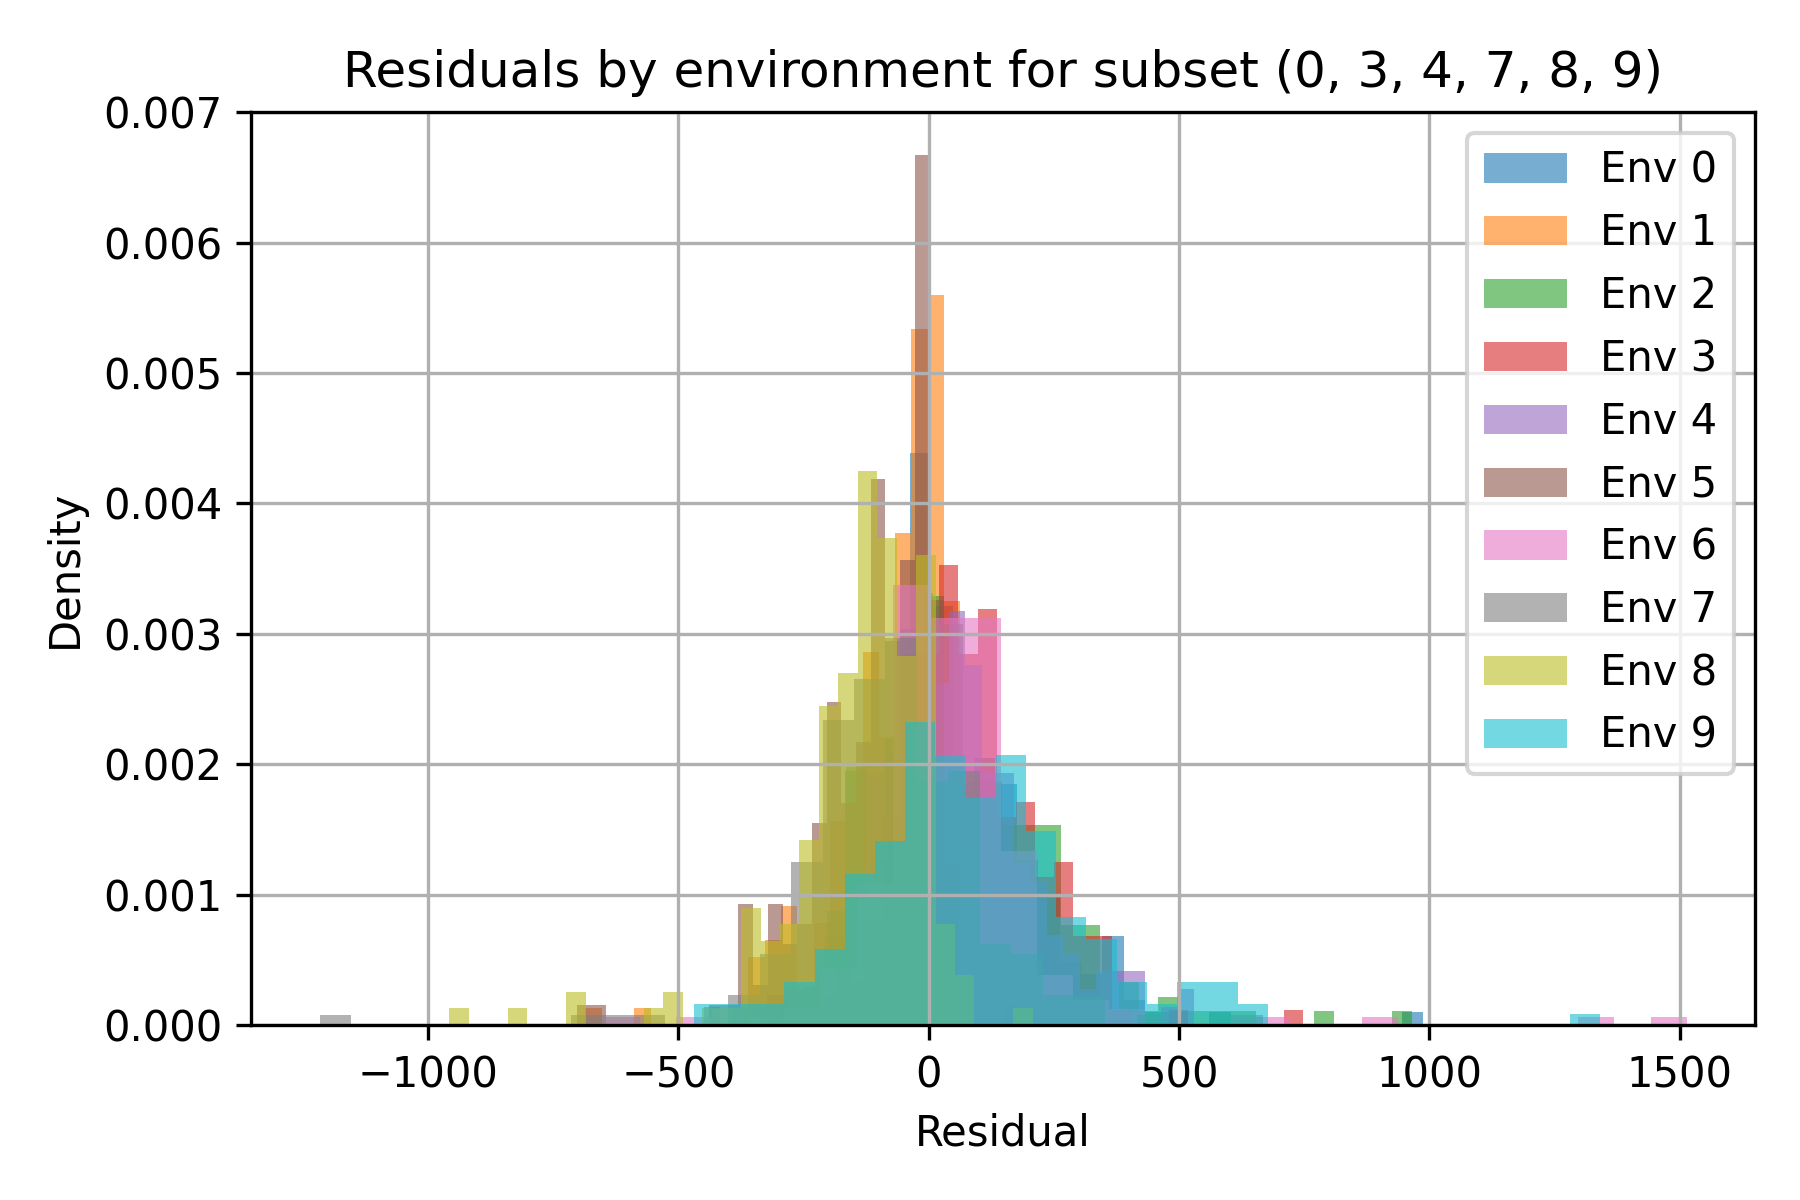 Residuals by environment for subset (0, 3, 4, 7, 8, 9)
0.007
0.006
0.005
0.004
0.003
0.002
0.001
0.000
Density
−1000
−500
0
500
1000
1500
Residual
Env 0
Env 1
Env 2
Env 3
Env 4
Env 5
Env 6
Env 7
Env 8
Env 9